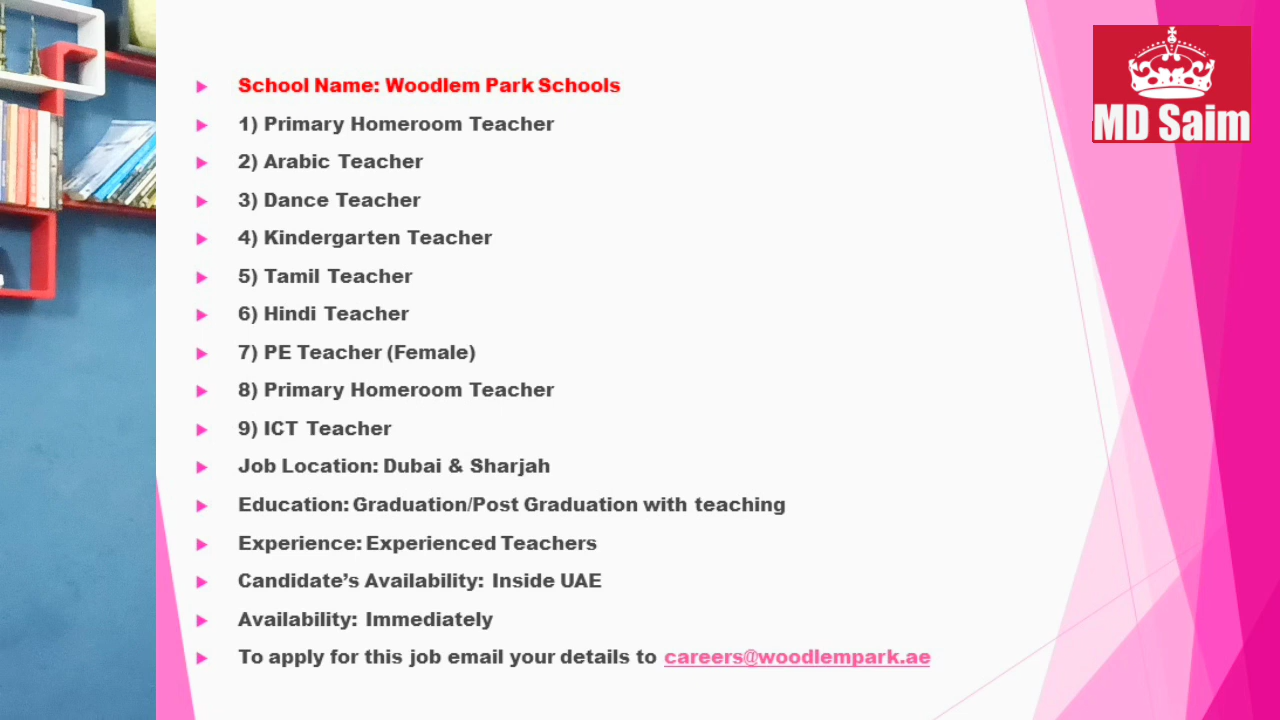 School Name: Woodlem Park Schools
1) Primary Homeroom Teacher
2) Arabic Teacher
3) Dance Teacher
4) Kindergarten Teacher
5) Tamil Teacher
6) Hindi Teacher
7) PE Teacher (Female)
8) Primary Homeroom Teacher
9) ICT Teacher
Job Location: Dubai & Sharjah
Education: Graduation/Post Graduation with teaching
Experience: Experienced Teachers
Candidate’s Availability: Inside UAE
Availability: Immediately
To apply for this job email your details to careers@woodlempark.ae
MD Saim